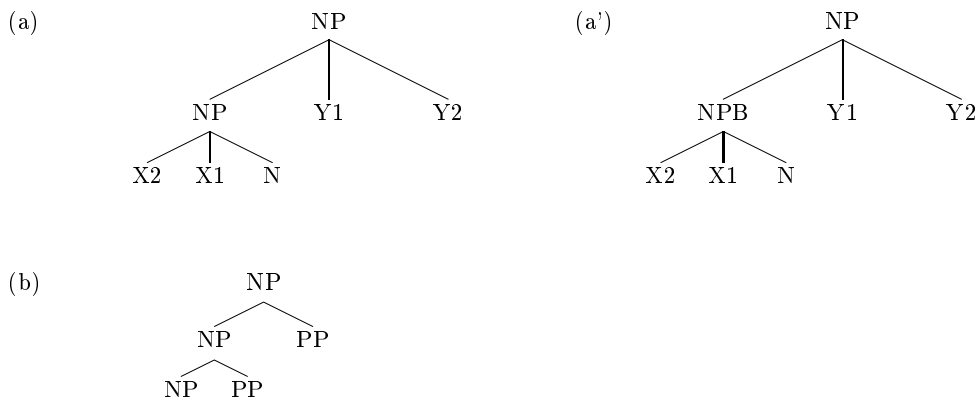 (a) NP (a') NP
NP Y1 Y2 NPB Y1 Y2
X2 X1 N X2 X1 N
(b) NP
NP PP
NP PP